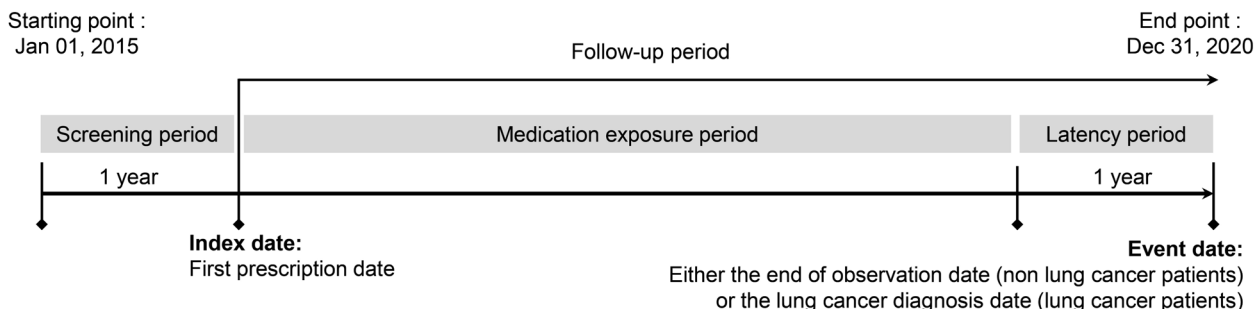 Starting point :
Jan 01, 2015
End point :
Dec 31, 2020
Follow-up period
Screening period
Medication exposure period
Latency period
1 year
1 year
Index date:
First prescription date
Event date:
Either the end of observation date (non lung cancer patients)
or the lung cancer diagnosis date (lung cancer patients)